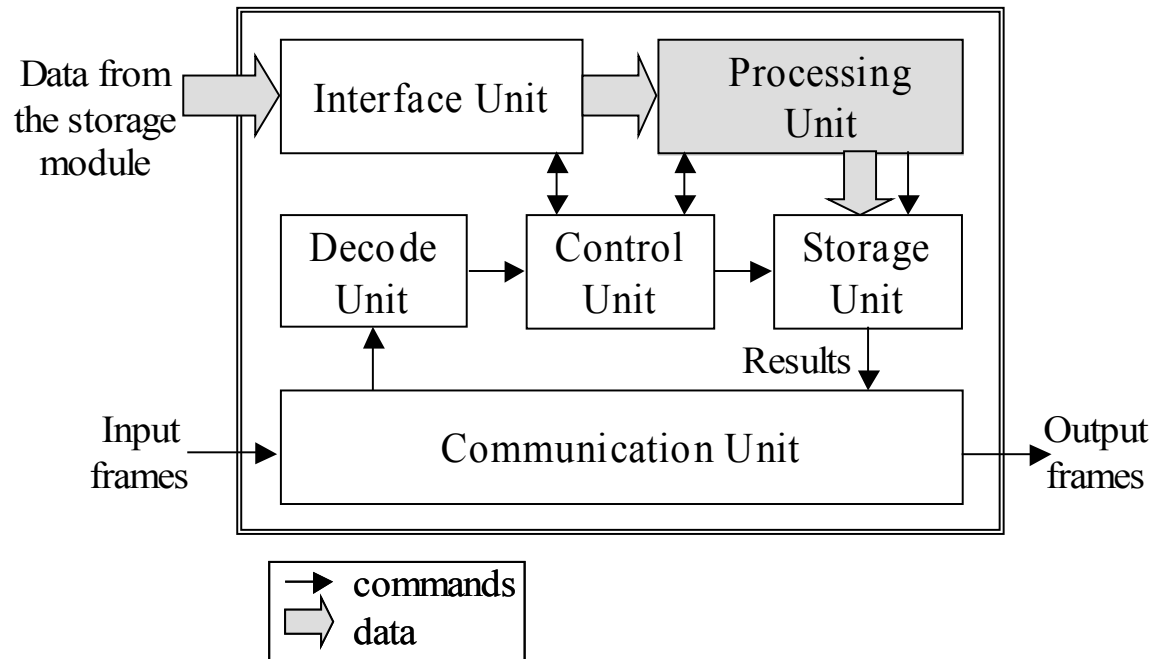 Data from
the storage
module
Interface Unit
Processing
Unit
Decode
Unit
Control
Unit
Storage
Unit
Results
Input
frames
Communication Unit
Output
frames
commands
data